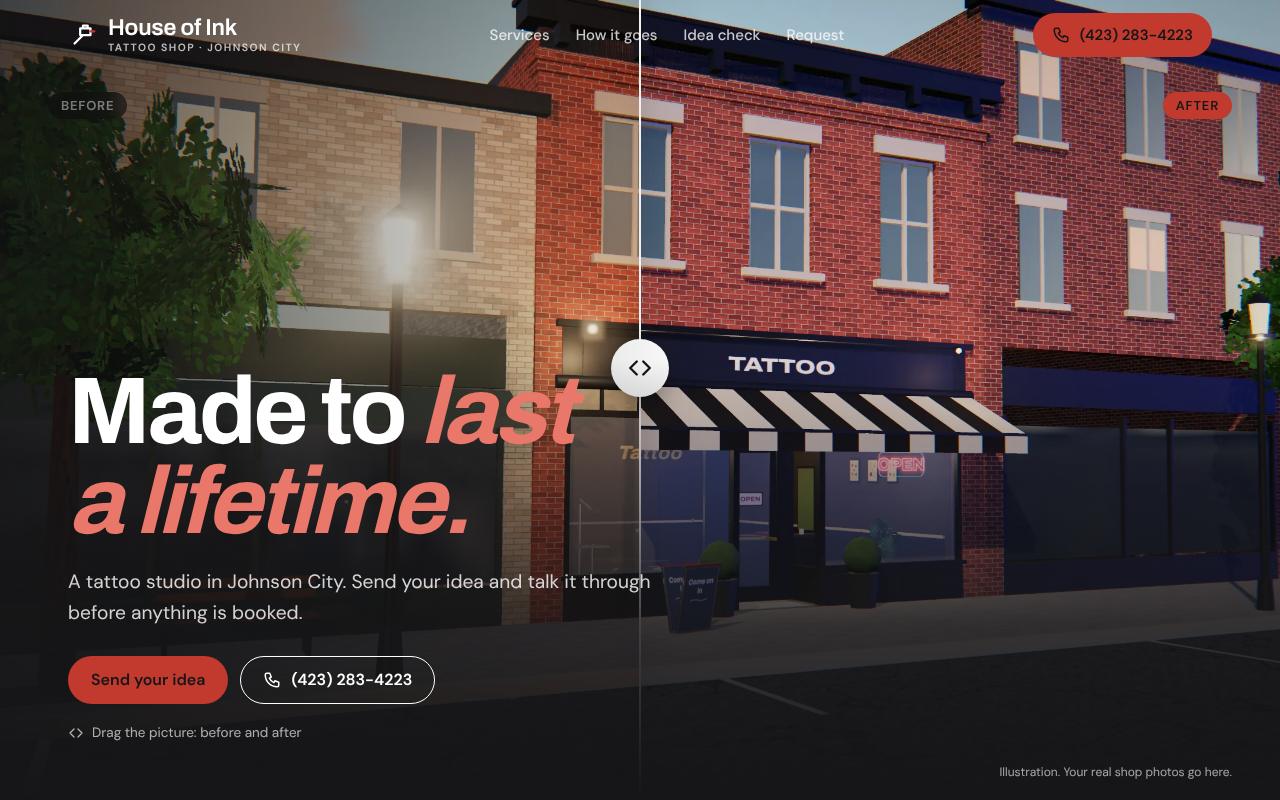 House of Ink
TATTOO SHOP · JOHNSON CITY
Services
How it goes
Idea check
Request
(423) 283-4223
BEFORE
AFTER
TATTOO
Tattoo
OPEN
OPEN
Come on
in
Made to last
a lifetime.
A tattoo studio in Johnson City. Send your idea and talk it through
before anything is booked.
Send your idea
(423) 283-4223
Drag the picture: before and after
Illustration. Your real shop photos go here.